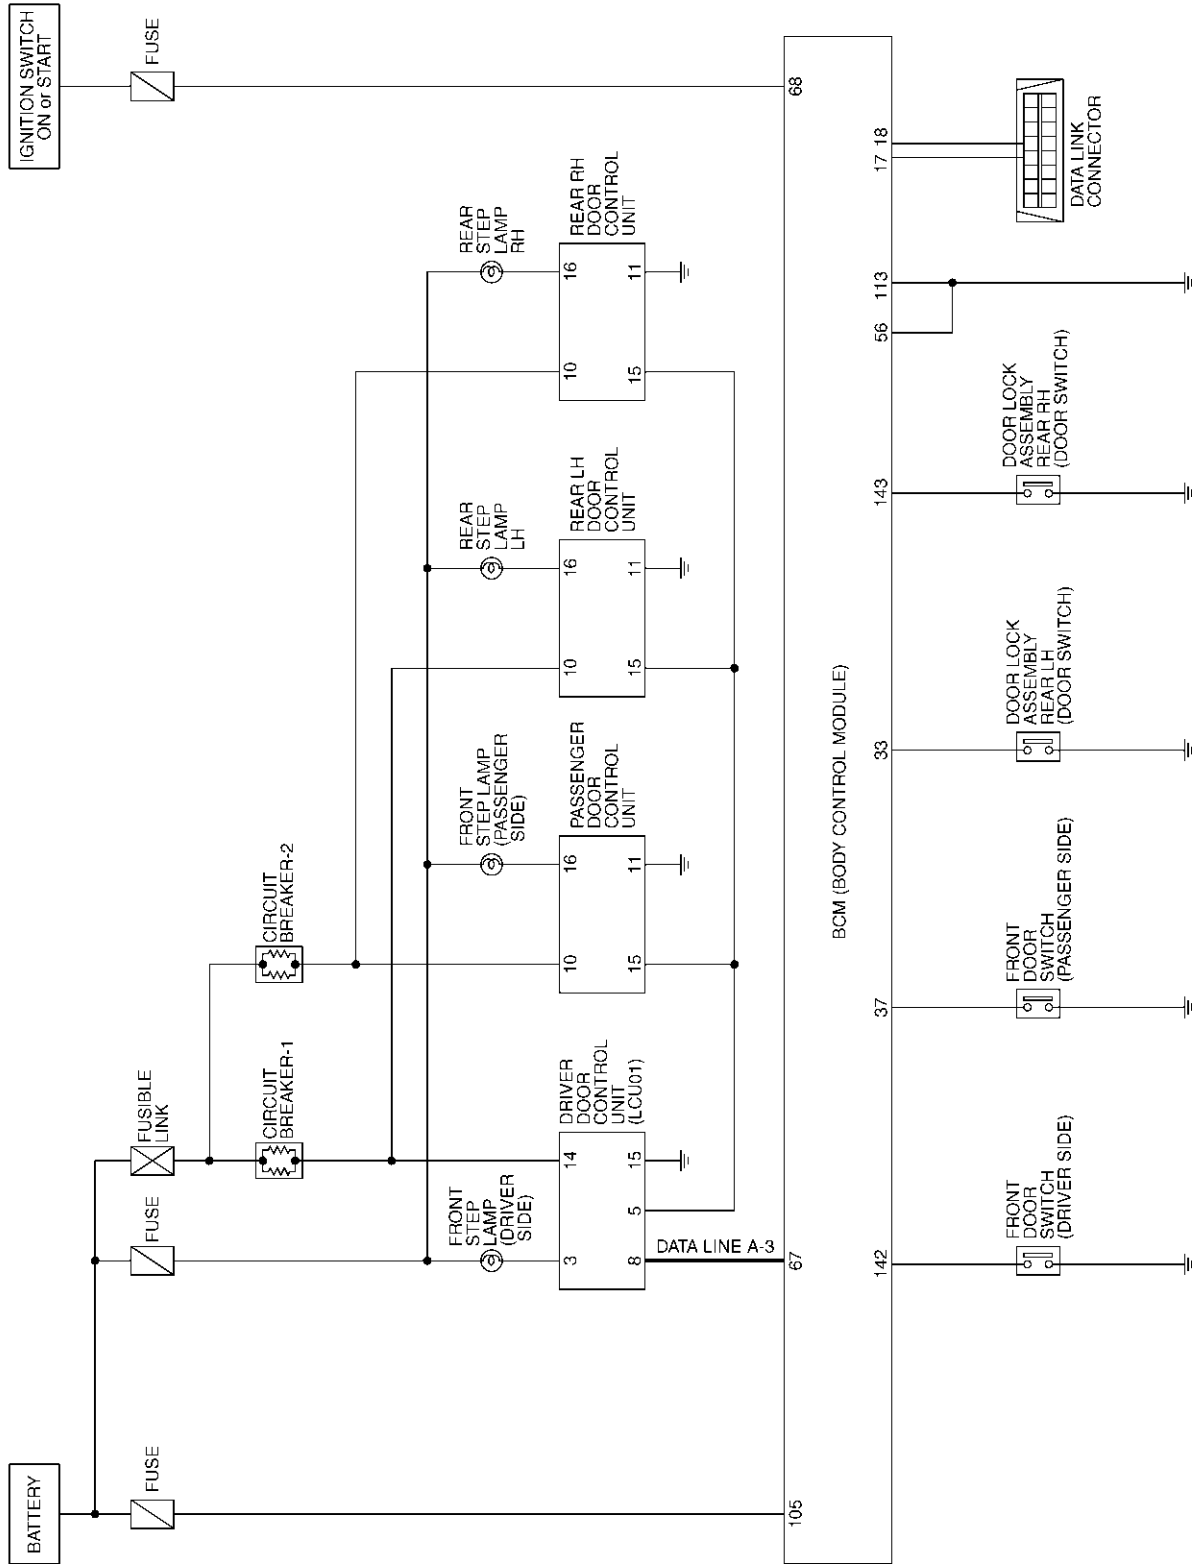 BATTERY
IGNITION SWITCH
ON or START
FUSE
FUSE
FUSIBLE
LINK
FUSE
CIRCUIT
BREAKER-1
CIRCUIT
BREAKER-2
FRONT
STEP
LAMP
(DRIVER
SIDE)
FRONT
STEP LAMP
(PASSENGER
SIDE)
REAR
STEP
LAMP
LH
REAR
STEP
LAMP
RH
3
14
DRIVER
DOOR
CONTROL
UNIT
(LCU01)
8
5
15
10
16
PASSENGER
DOOR
CONTROL
UNIT
15
11
10
16
REAR LH
DOOR
CONTROL
UNIT
15
11
10
16
REAR RH
DOOR
CONTROL
UNIT
15
11
DATA LINE A-3
105
67
68
BCM (BODY CONTROL MODULE)
142
37
33
143
56
113
17
18
FRONT
DOOR
SWITCH
(DRIVER SIDE)
FRONT
DOOR
SWITCH
(PASSENGER SIDE)
DOOR LOCK
ASSEMBLY
REAR LH
(DOOR SWITCH)
DOOR LOCK
ASSEMBLY
REAR RH
(DOOR SWITCH)
DATA LINK
CONNECTOR